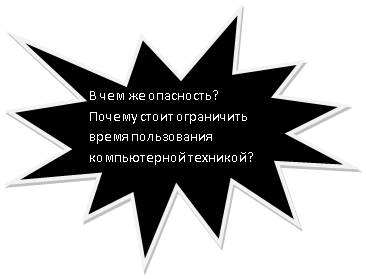 В чем же опасность?
Почему стоит ограничить
время пользования
компьютерной техникой?